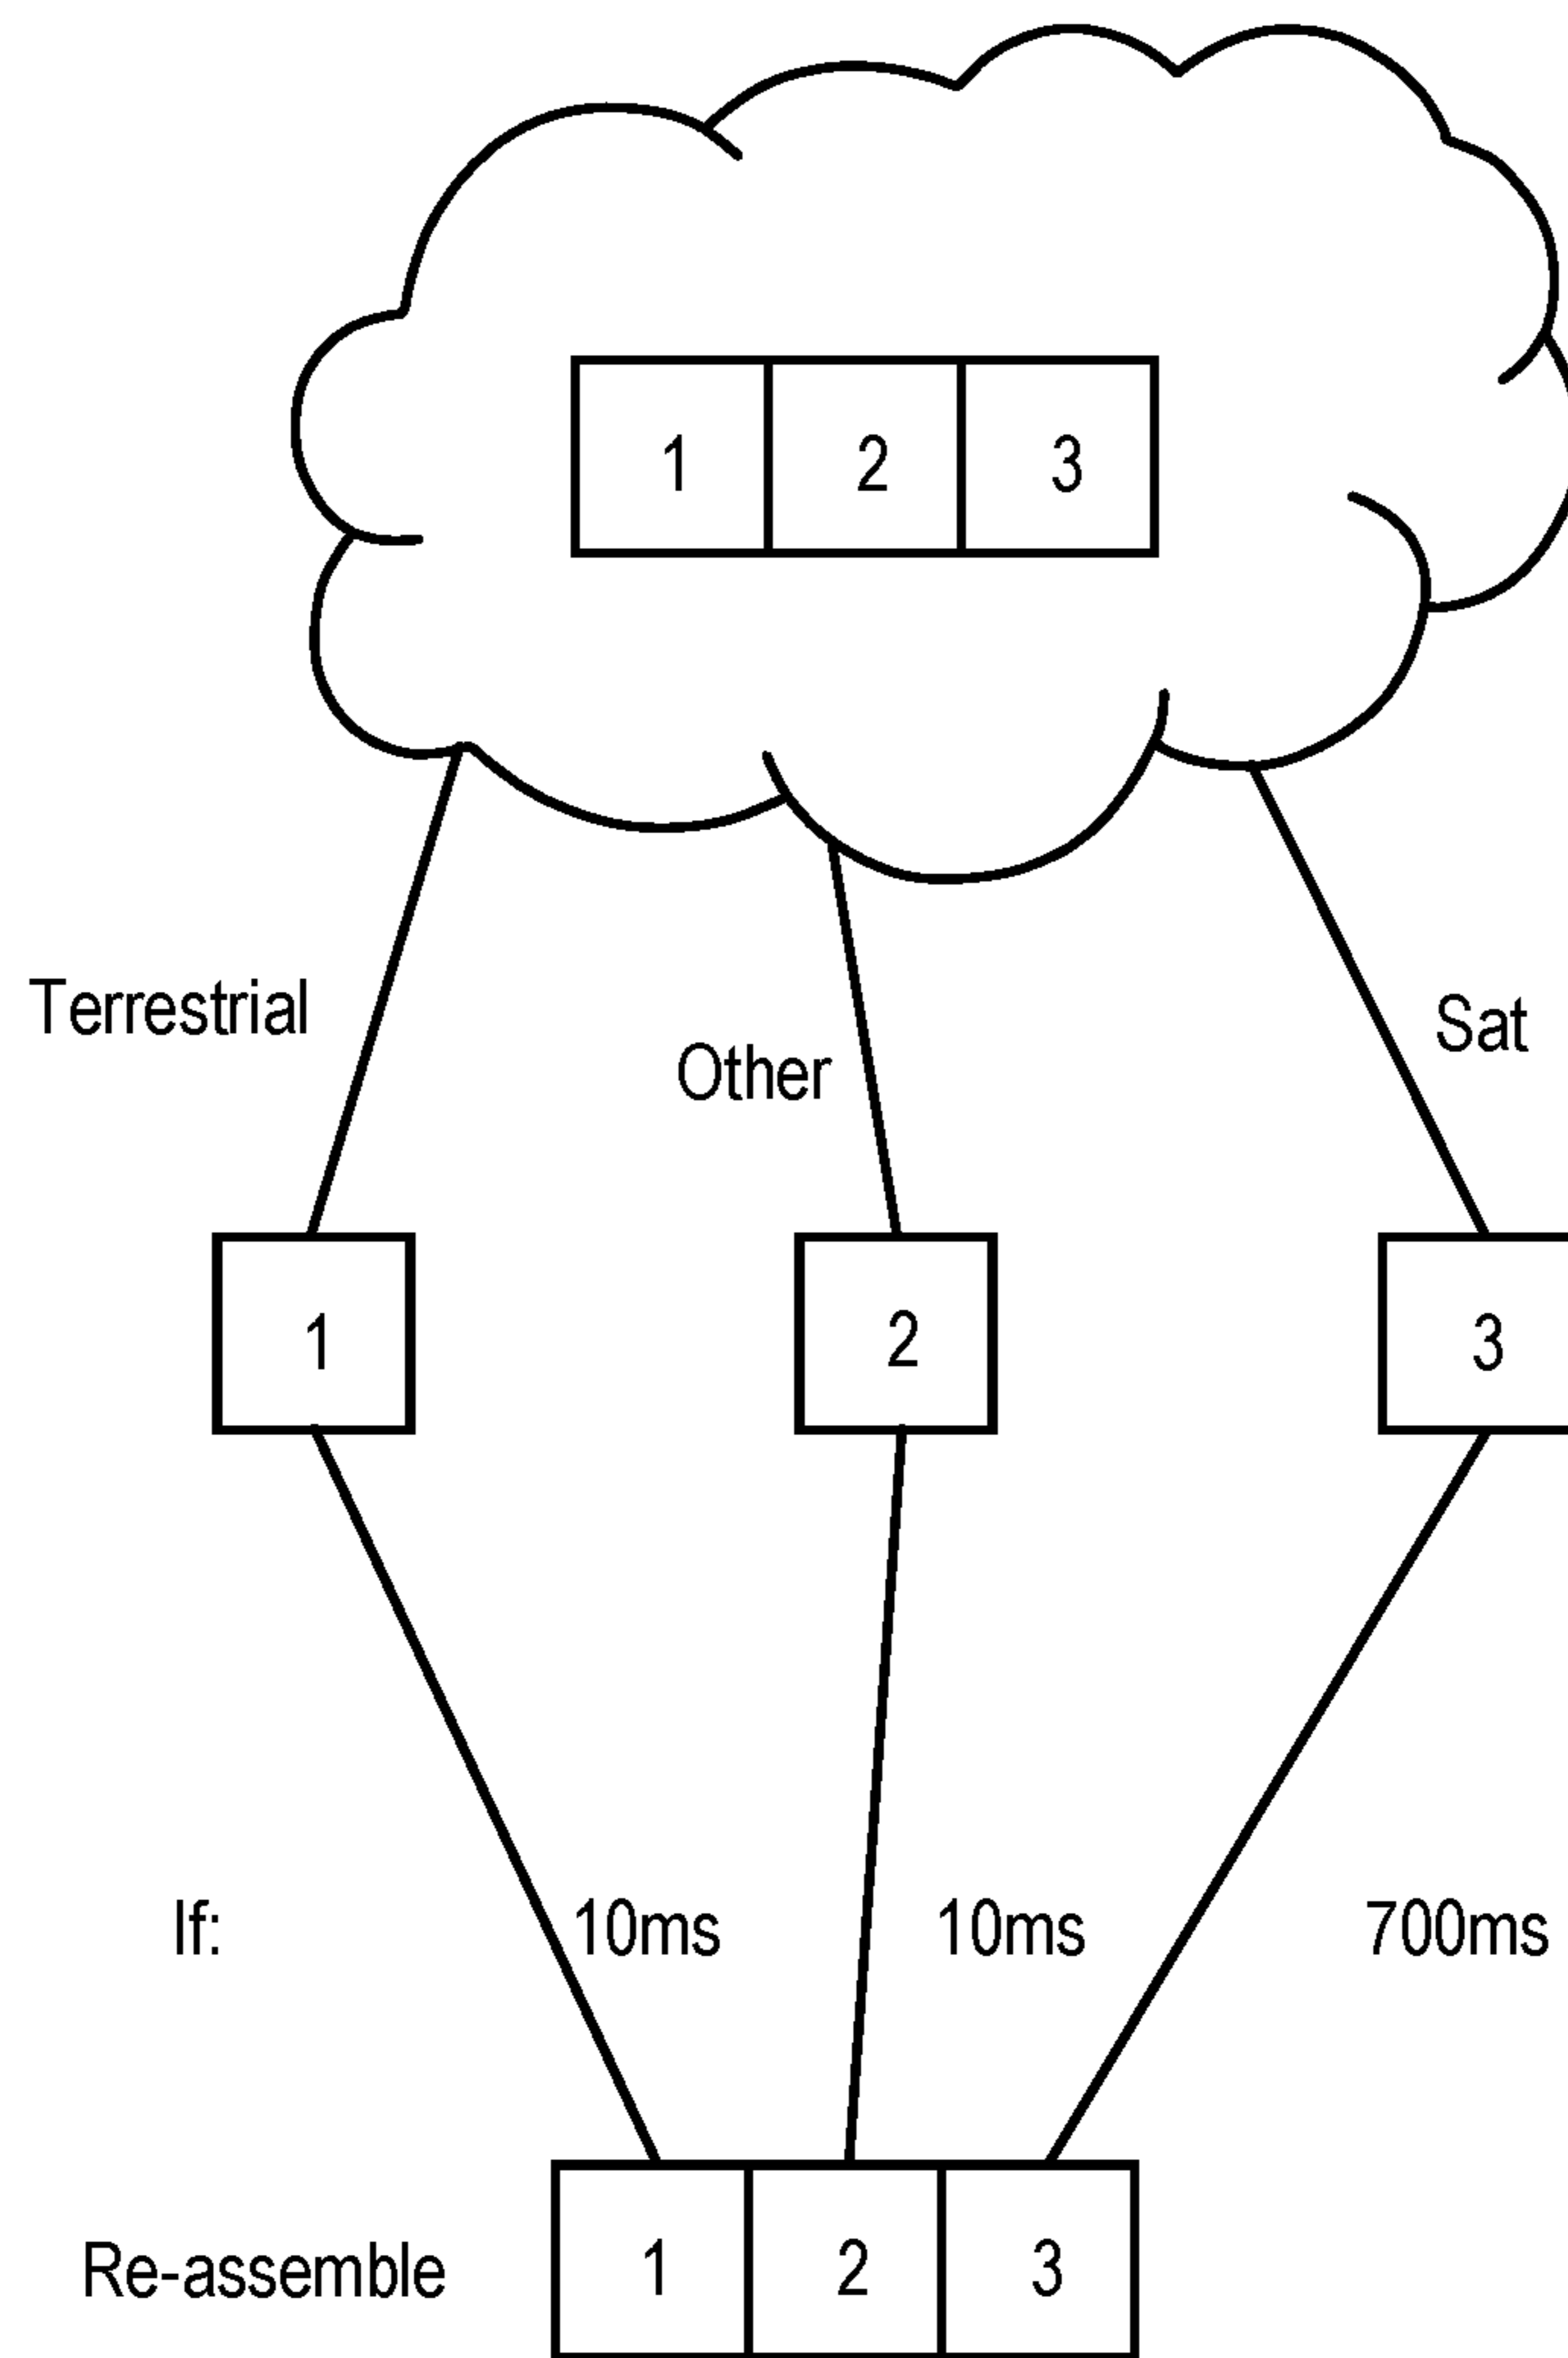 1 2 3
Terrestrial
Other
Sat
1 2 3
If: 10ms 10ms 700ms
Re-assemble 1 2 3